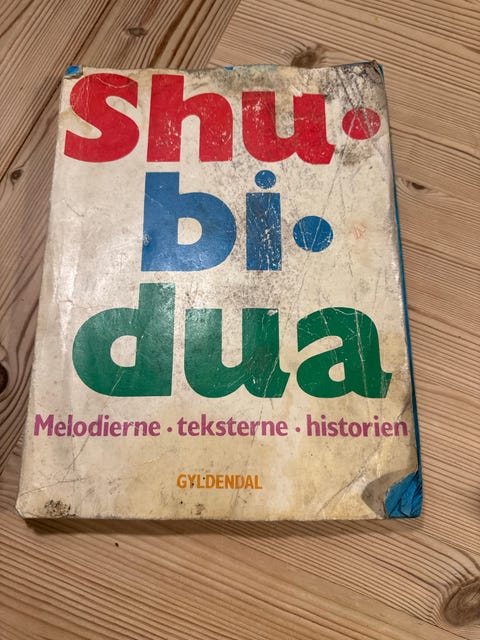 Shu·
bi·
dua
Melodierne · teksterne · historien
GYLDENDAL